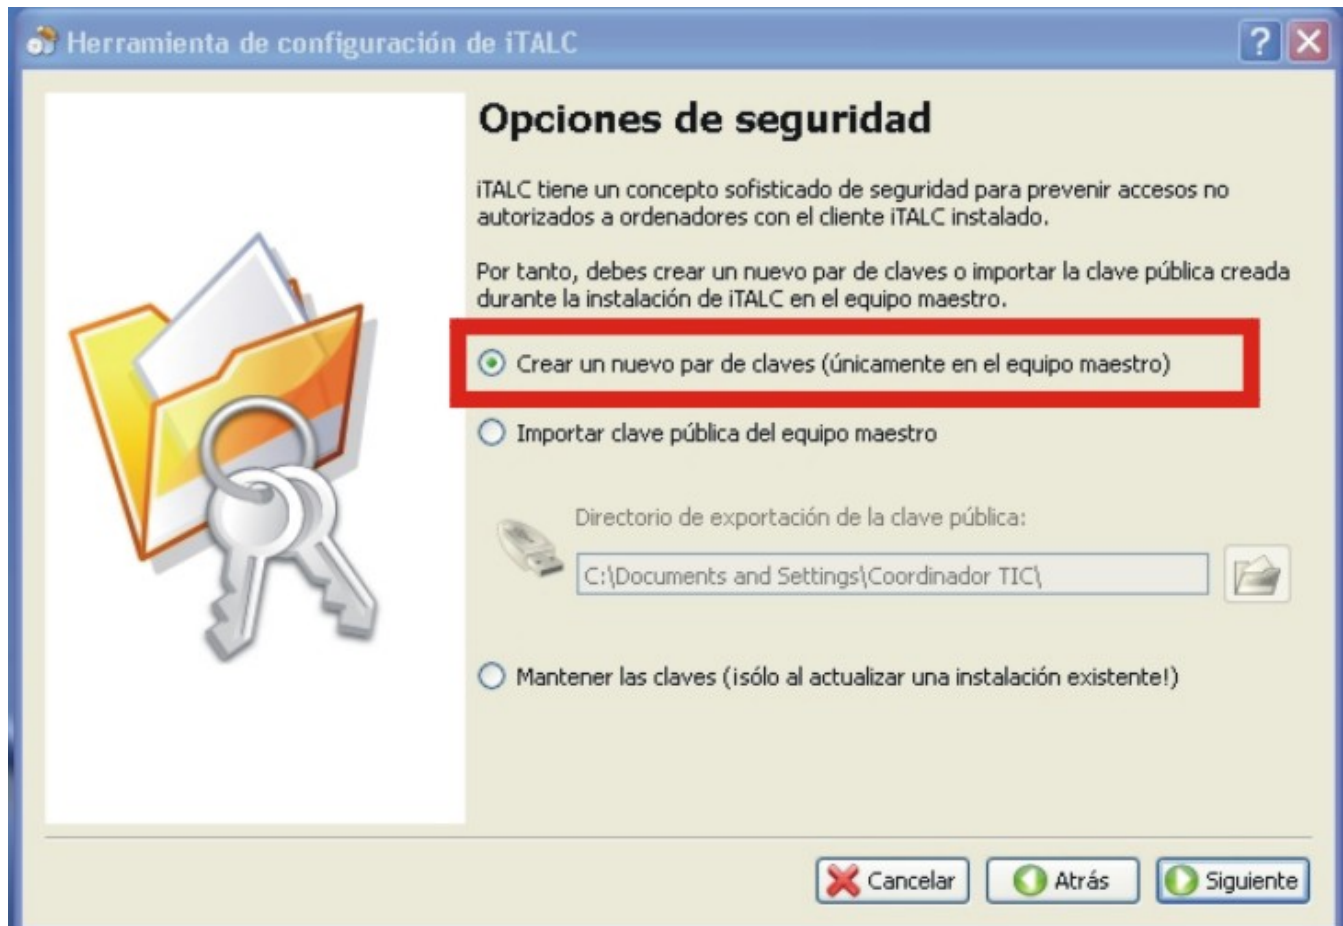 Herramienta de configuración de iTALC
Opciones de seguridad
iTALC tiene un concepto sofisticado de seguridad para prevenir accesos no
autorizados a ordenadores con el cliente iTALC instalado.
Por tanto, debes crear un nuevo par de claves o importar la clave pública creada
durante la instalación de iTALC en el equipo maestro.
Crear un nuevo par de claves (únicamente en el equipo maestro)
Importar clave pública del equipo maestro
Directorio de exportación de la clave pública:
C:\Documents and Settings\Coordinador TIC\
Mantener las claves (¡sólo al actualizar una instalación existente!)
Cancelar Atrás Siguiente